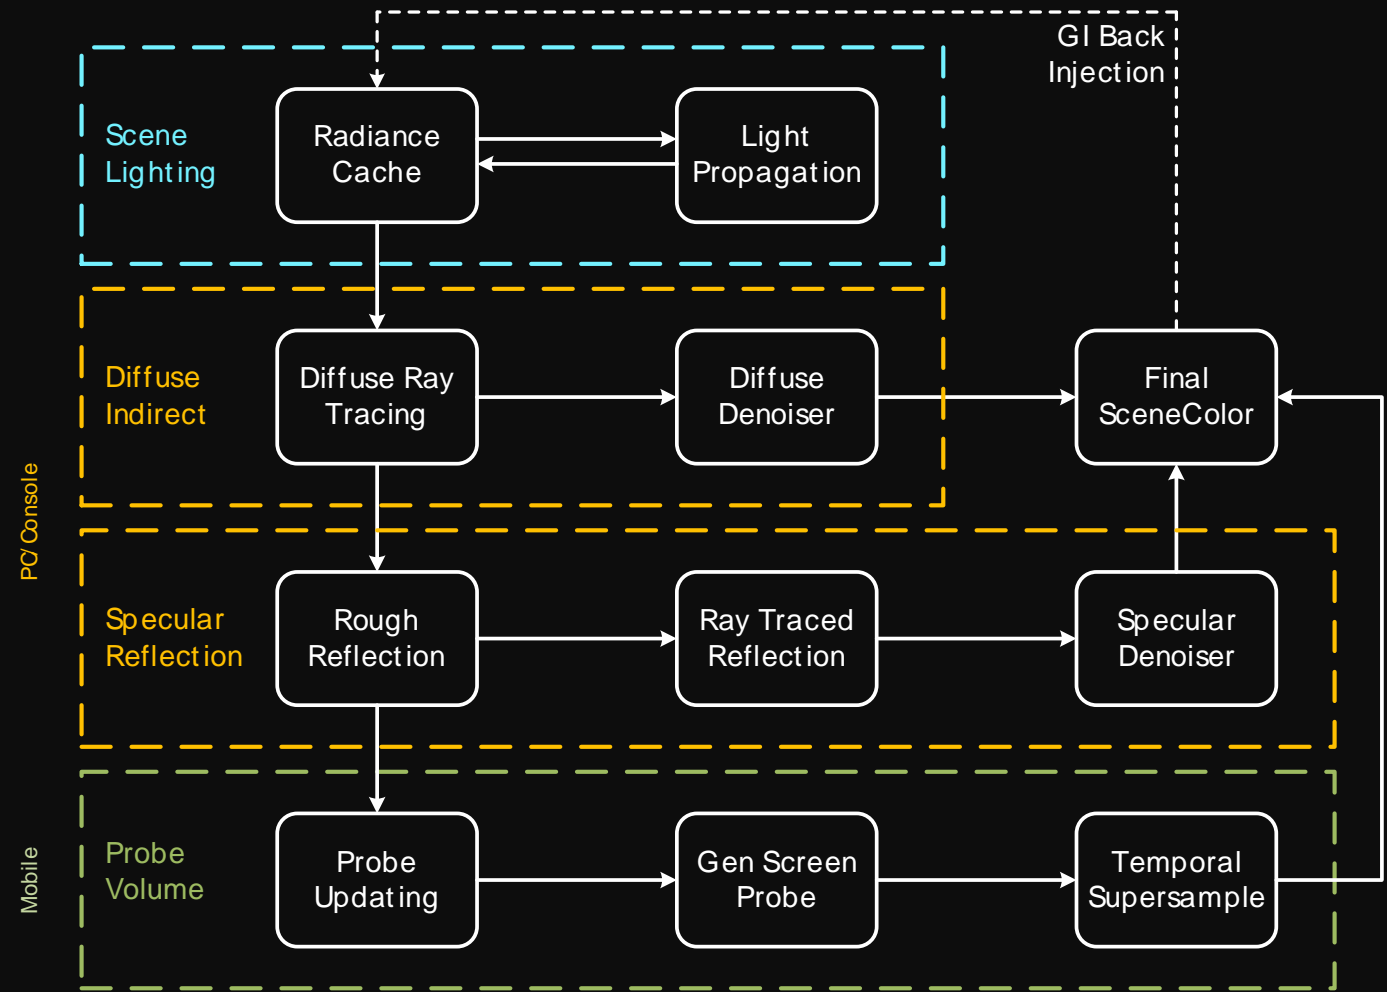 GI Back
Injection
Scene
Lighting
Radiance
Cache
Light
Propagation
Diffuse
Indirect
Diffuse Ray
Tracing
Diffuse
Denoiser
Final
SceneColor
PC/Console
Specular
Reflection
Rough
Reflection
Ray Traced
Reflection
Specular
Denoiser
Mobile
Probe
Volume
Probe
Updating
Gen Screen
Probe
Temporal
Supersample